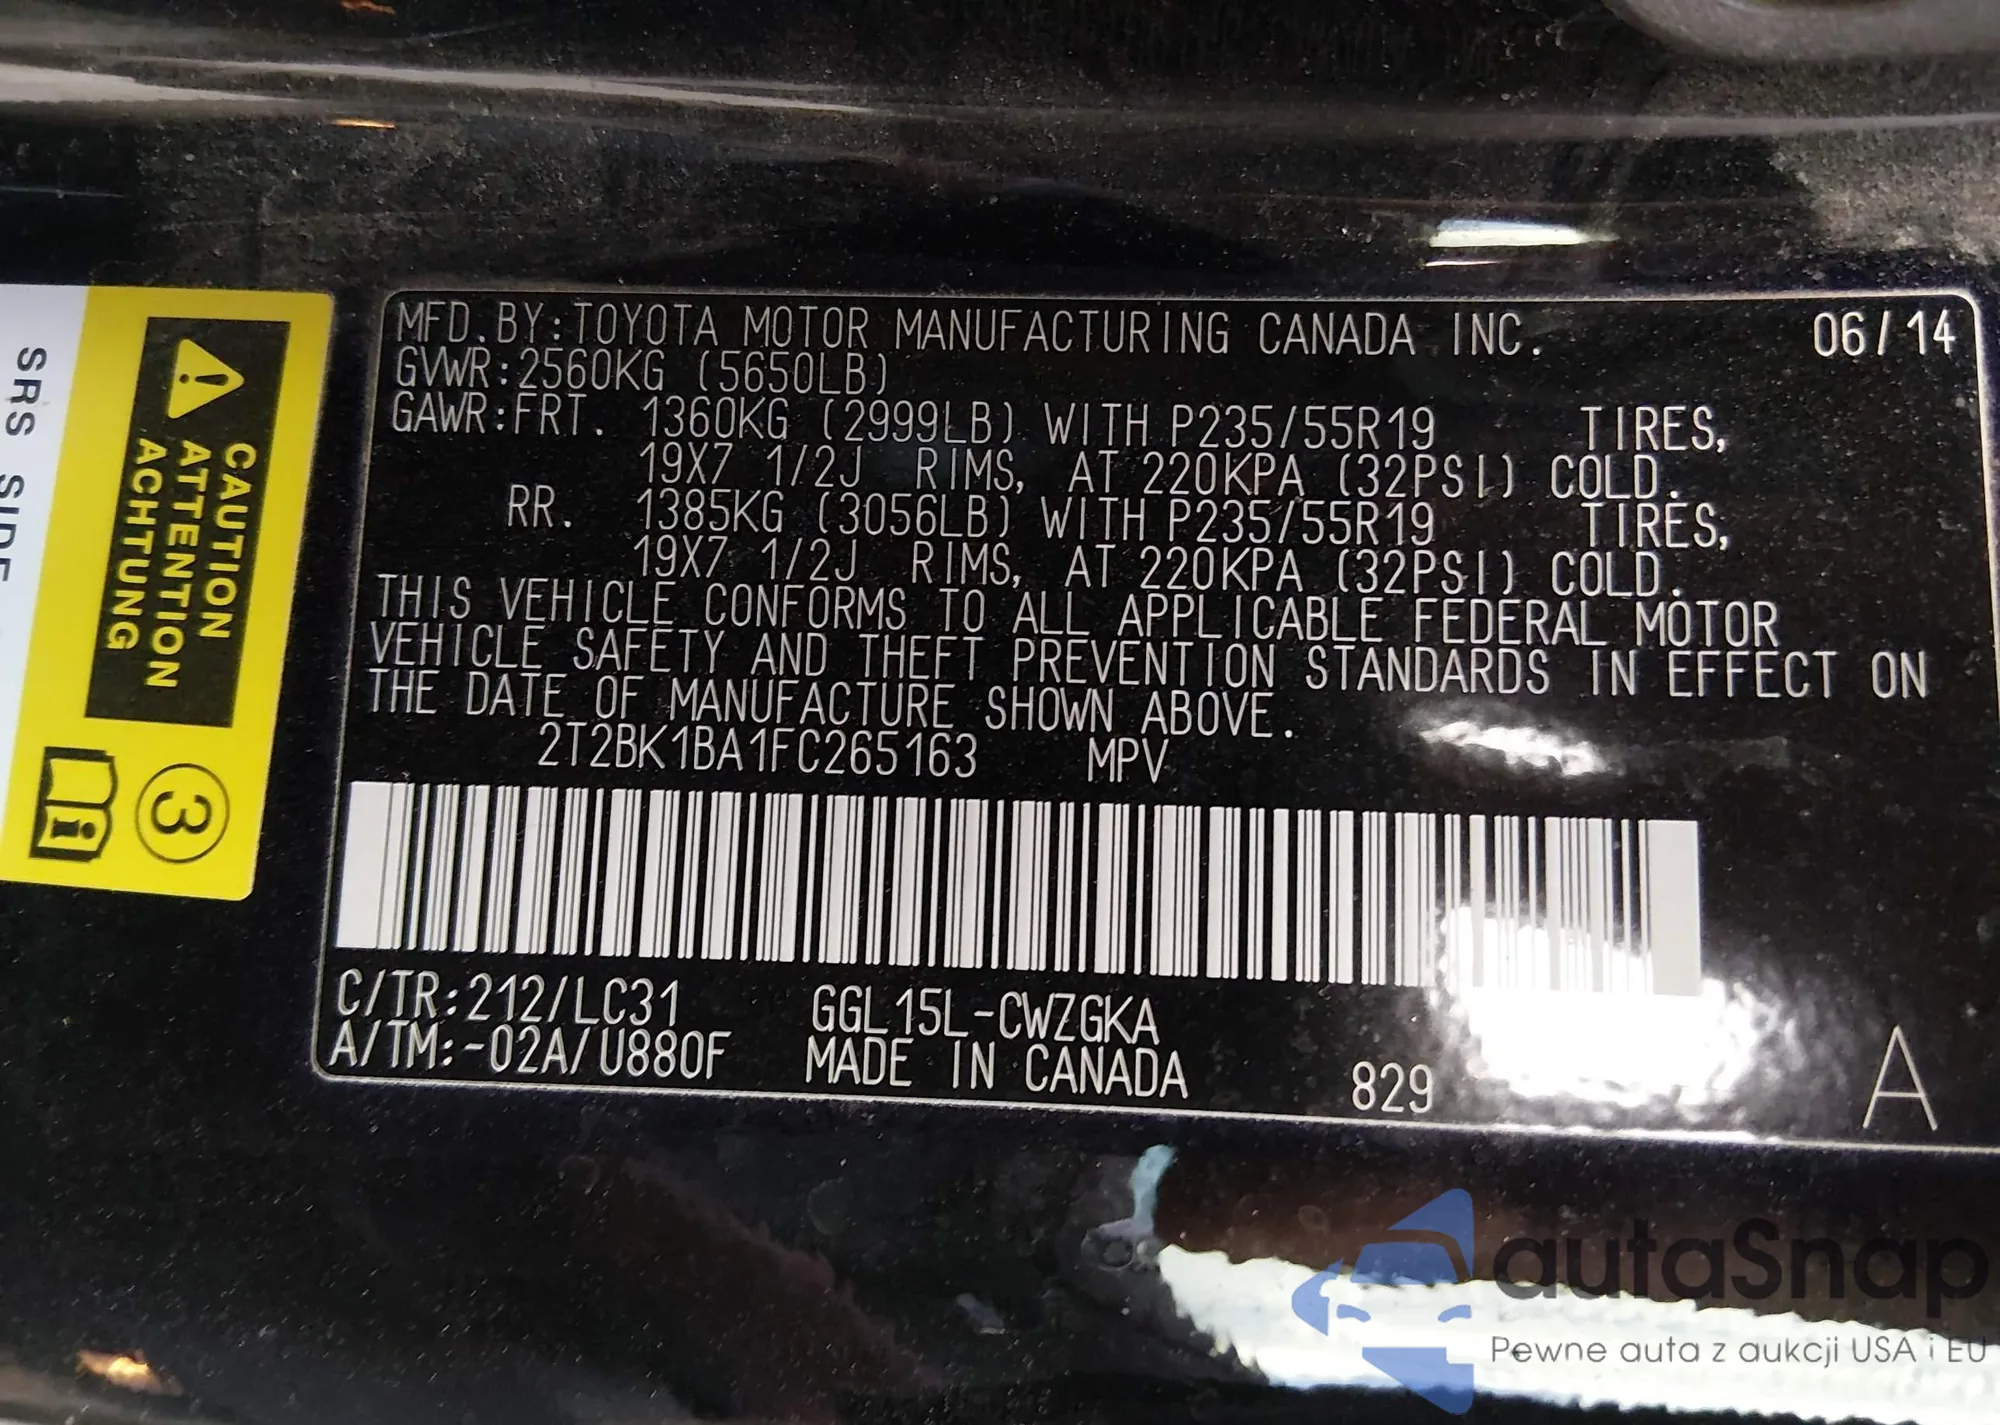 MFD.BY:TOYOTA MOTOR MANUFACTURING CANADA INC. 06/14
GVWR:2560KG (5650LB)
GAWR:FRT. 1360KG (2999LB) WITH P235/55R19 TIRES,
19X7 1/2J RIMS, AT 220KPA (32PSI) COLD.
RR. 1385KG (3056LB) WITH P235/55R19 TIRES,
19X7 1/2J RIMS, AT 220KPA (32PSI) COLD.
THIS VEHICLE CONFORMS TO ALL APPLICABLE FEDERAL MOTOR
VEHICLE SAFETY AND THEFT PREVENTION STANDARDS IN EFFECT ON
THE DATE OF MANUFACTURE SHOWN ABOVE.
2T2BK1BA1FC265163 MPV
C/TR:212/LC31 GGL15L-CWZGKA
A/TM:-02A/U880F MADE IN CANADA 829 A
SRS SIDE
CAUTION
ATTENTION
ACHTUNG
3
i
autaSnap
Pewne auta z aukcji USA i EU